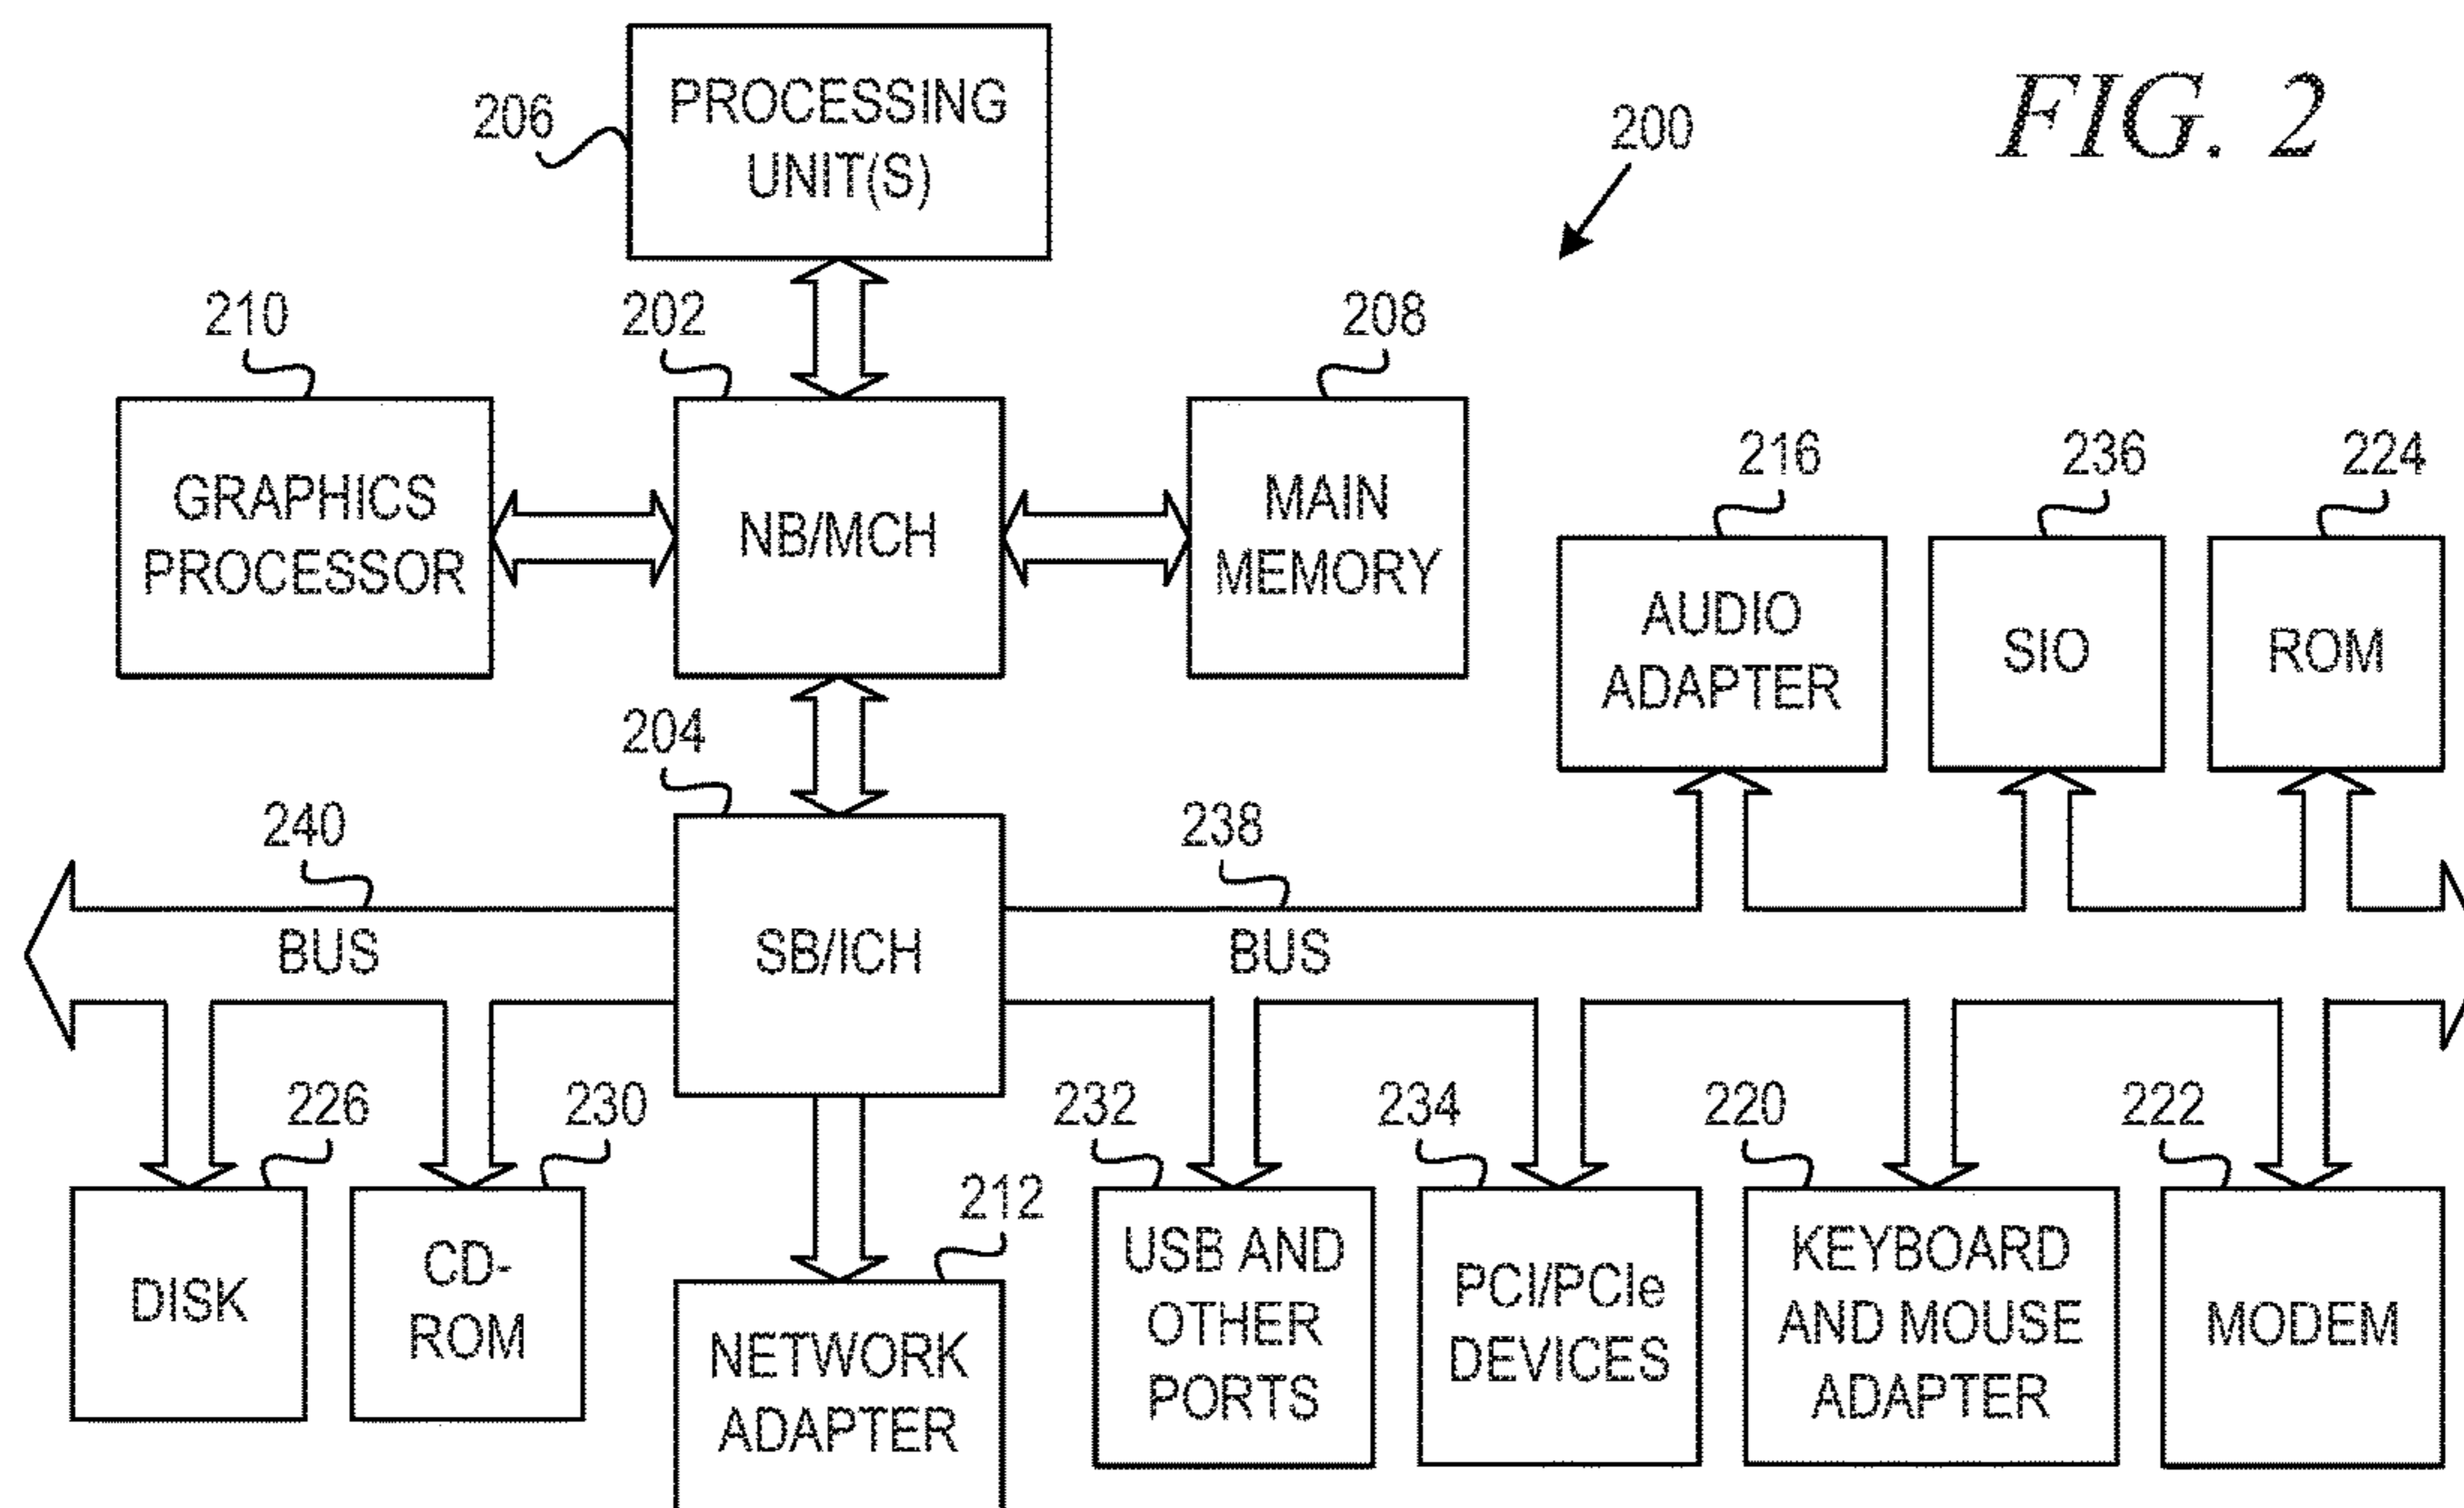 FIG. 2
200
206
PROCESSING
UNIT(S)
210
202
208
GRAPHICS
PROCESSOR
NB/MCH
MAIN
MEMORY
216
236
224
AUDIO
ADAPTER
SIO
ROM
204
240
238
BUS
SB/ICH
BUS
226
230
212
232
234
220
222
DISK
CD-
ROM
NETWORK
ADAPTER
USB AND
OTHER
PORTS
PCI/PCIe
DEVICES
KEYBOARD
AND MOUSE
ADAPTER
MODEM